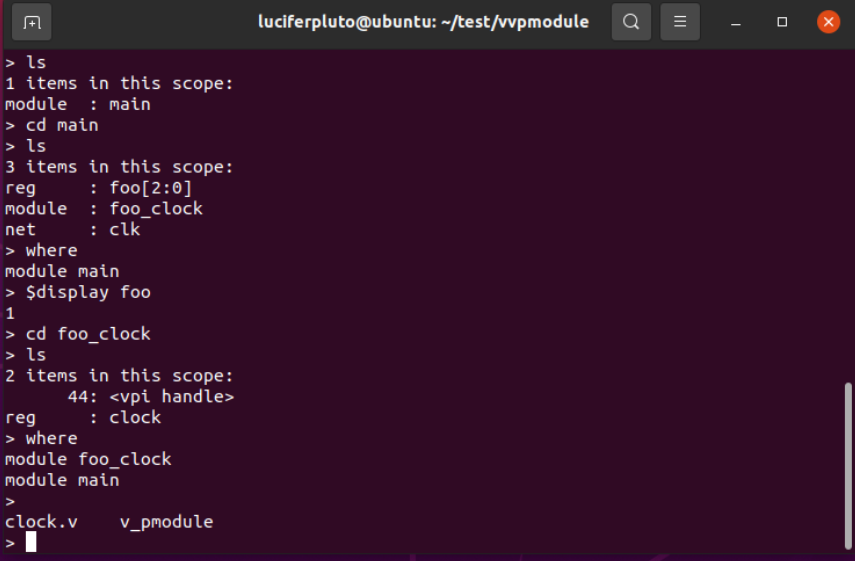 luciferpluto@ubuntu: ~/test/vvpmodule
> ls
1 items in this scope:
module  : main
> cd main
> ls
3 items in this scope:
reg     : foo[2:0]
module  : foo_clock
net     : clk
> where
module main
> $display foo
1
> cd foo_clock
> ls
2 items in this scope:
      44: <vpi handle>
reg     : clock
> where
module foo_clock
module main
>
clock.v    v_pmodule
>